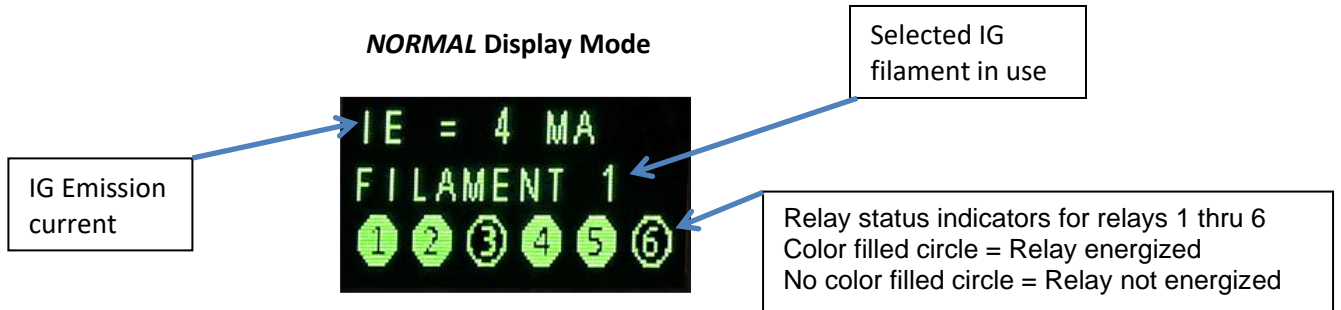 NORMAL Display Mode
Selected IG
filament in use
IE = 4 MA
FILAMENT 1
1 2 3 4 5 6
IG Emission
current
Relay status indicators for relays 1 thru 6
Color filled circle = Relay energized
No color filled circle = Relay not energized